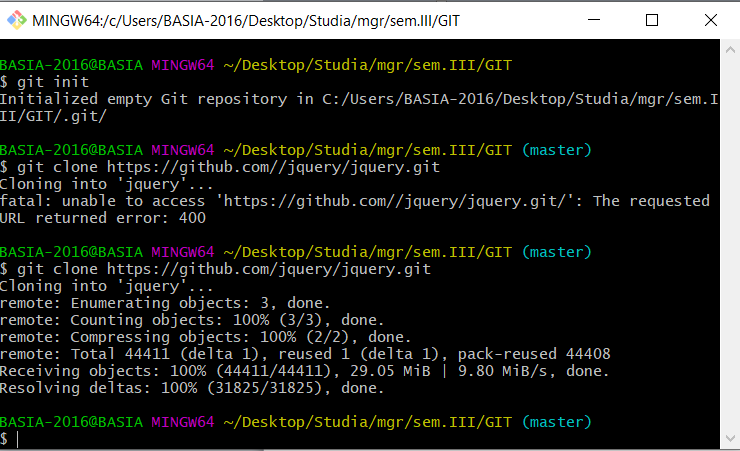 MINGW64:/c/Users/BASIA-2016/Desktop/Studia/mgr/sem.III/GIT
BASIA-2016@BASIA MINGW64 ~/Desktop/Studia/mgr/sem.III/GIT
$ git init
Initialized empty Git repository in C:/Users/BASIA-2016/Desktop/Studia/mgr/sem.I
II/GIT/.git/
BASIA-2016@BASIA MINGW64 ~/Desktop/Studia/mgr/sem.III/GIT (master)
$ git clone https://github.com//jquery/jquery.git
Cloning into 'jquery'...
fatal: unable to access 'https://github.com//jquery/jquery.git/': The requested
URL returned error: 400
BASIA-2016@BASIA MINGW64 ~/Desktop/Studia/mgr/sem.III/GIT (master)
$ git clone https://github.com/jquery/jquery.git
Cloning into 'jquery'...
remote: Enumerating objects: 3, done.
remote: Counting objects: 100% (3/3), done.
remote: Compressing objects: 100% (2/2), done.
remote: Total 44411 (delta 1), reused 1 (delta 1), pack-reused 44408
Receiving objects: 100% (44411/44411), 29.05 MiB | 9.80 MiB/s, done.
Resolving deltas: 100% (31825/31825), done.
BASIA-2016@BASIA MINGW64 ~/Desktop/Studia/mgr/sem.III/GIT (master)
$